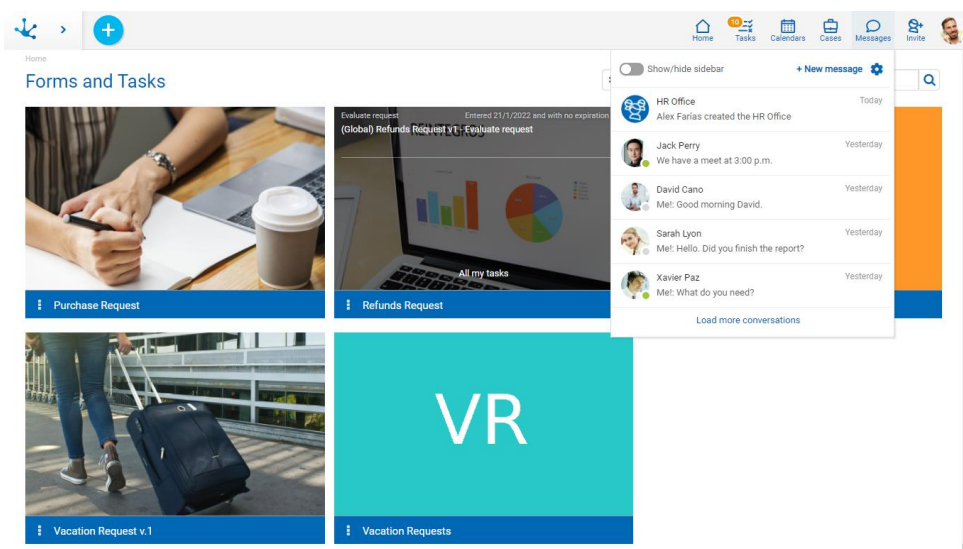 10
Home
Tasks
Calendars
Cases
Messages
Invite
Home
Forms and Tasks
Show/hide sidebar
+ New message
HR Office
Today
Alex Farías created the HR Office
Jack Perry
Yesterday
We have a meet at 3:00 p.m.
David Cano
Yesterday
Me!: Good morning David.
Sarah Lyon
Yesterday
Me!: Hello. Did you finish the report?
Xavier Paz
Yesterday
Me!: What do you need?
Load more conversations
Evaluate request
Entered 21/1/2022 and with no expiration
(Global) Refunds Request v1 - Evaluate request
REINTEGROS
All my tasks
Purchase Request
Refunds Request
VR
Vacation Request v.1
Vacation Requests